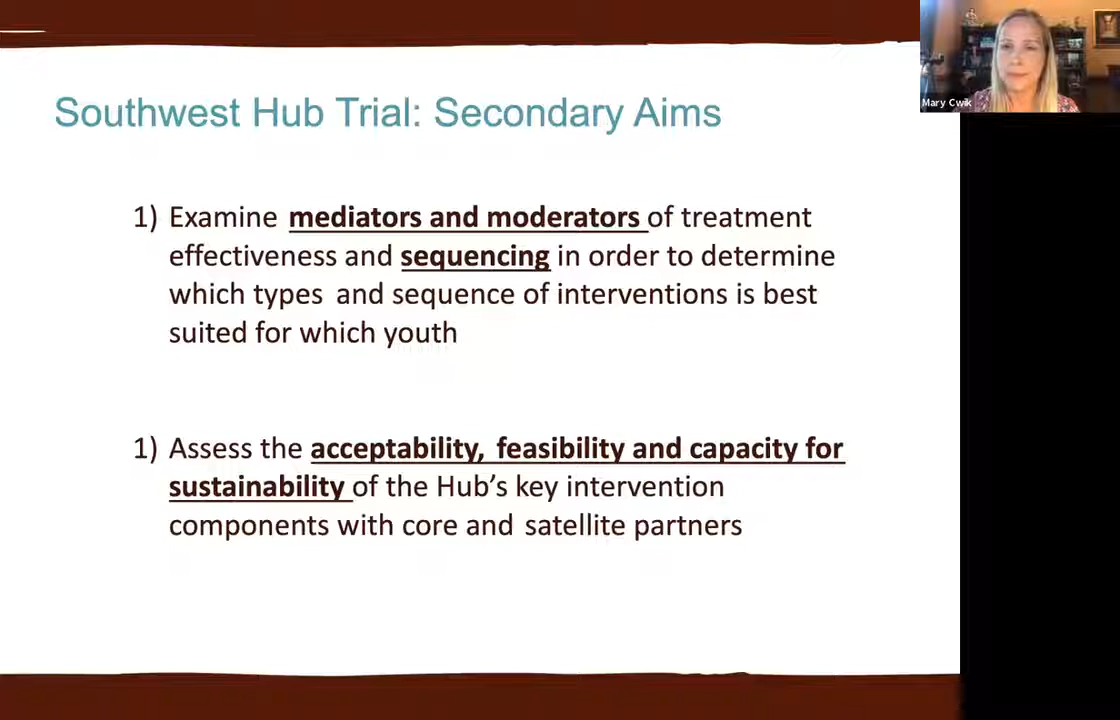 Mary Cwik
Southwest Hub Trial: Secondary Aims
1) Examine mediators and moderators of treatment
effectiveness and sequencing in order to determine
which types and sequence of interventions is best
suited for which youth
1) Assess the acceptability, feasibility and capacity for
sustainability of the Hub's key intervention
components with core and satellite partners